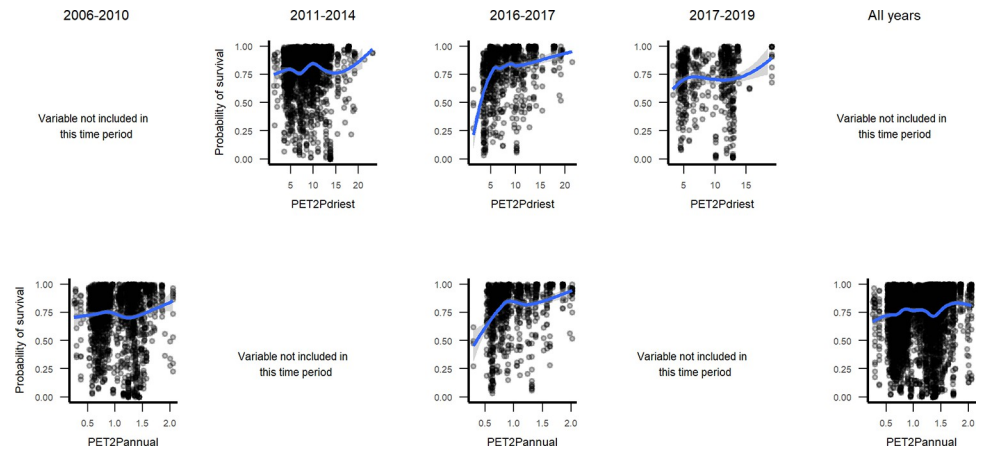 2006-2010
2011-2014
2016-2017
2017-2019
All years
Variable not included in
this time period
Probability of survival
1.00
0.75
0.50
0.25
0.00
5 10 15 20
PET2Pdriest
1.00
0.75
0.50
0.25
0.00
5 10 15 20
PET2Pdriest
1.00
0.75
0.50
0.25
0.00
5 10 15
PET2Pdriest
Variable not included in
this time period
Probability of survival
1.00
0.75
0.50
0.25
0.00
0.5 1.0 1.5 2.0
PET2Pannual
Variable not included in
this time period
1.00
0.75
0.50
0.25
0.00
0.5 1.0 1.5 2.0
PET2Pannual
Variable not included in
this time period
1.00
0.75
0.50
0.25
0.00
0.5 1.0 1.5 2.0
PET2Pannual